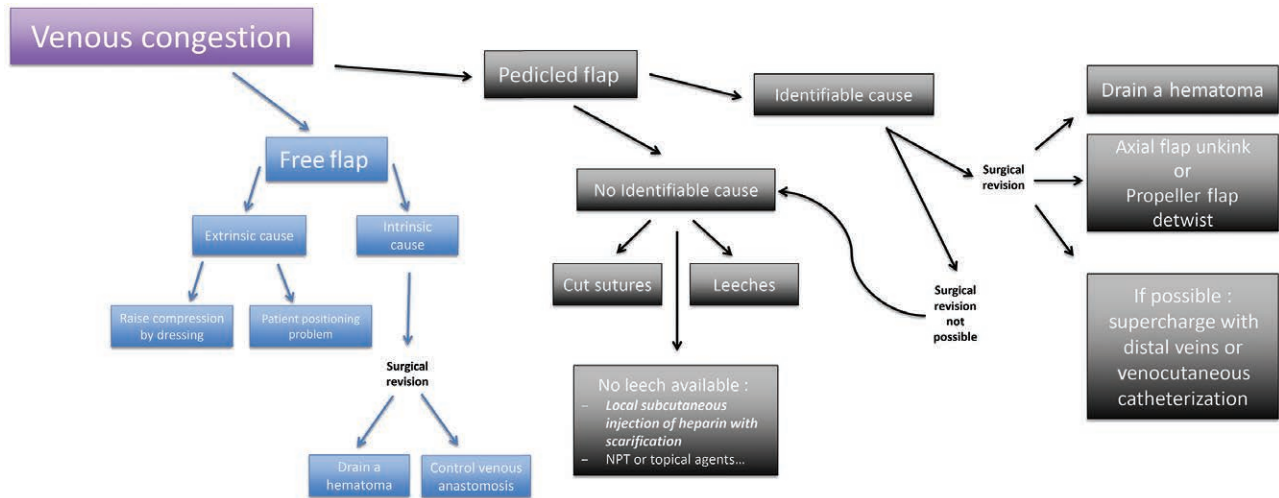 Venous congestion
Pedicled flap
Identifiable cause
Drain a hematoma
Free flap
Axial flap unkink
or
Propeller flap
detwist
Surgical
revision
No Identifiable cause
Extrinsic cause
Intrinsic
cause
Cut sutures
Leeches
Surgical
revision
not
possible
If possible :
supercharge with
distal veins or
venocutaneous
catheterization
Raise compression
by dressing
Patient positioning
problem
Surgical
revision
No leech available :
– Local subcutaneous
injection of heparin with
scarification
– NPT or topical agents…
Drain a
hematoma
Control venous
anastomosis